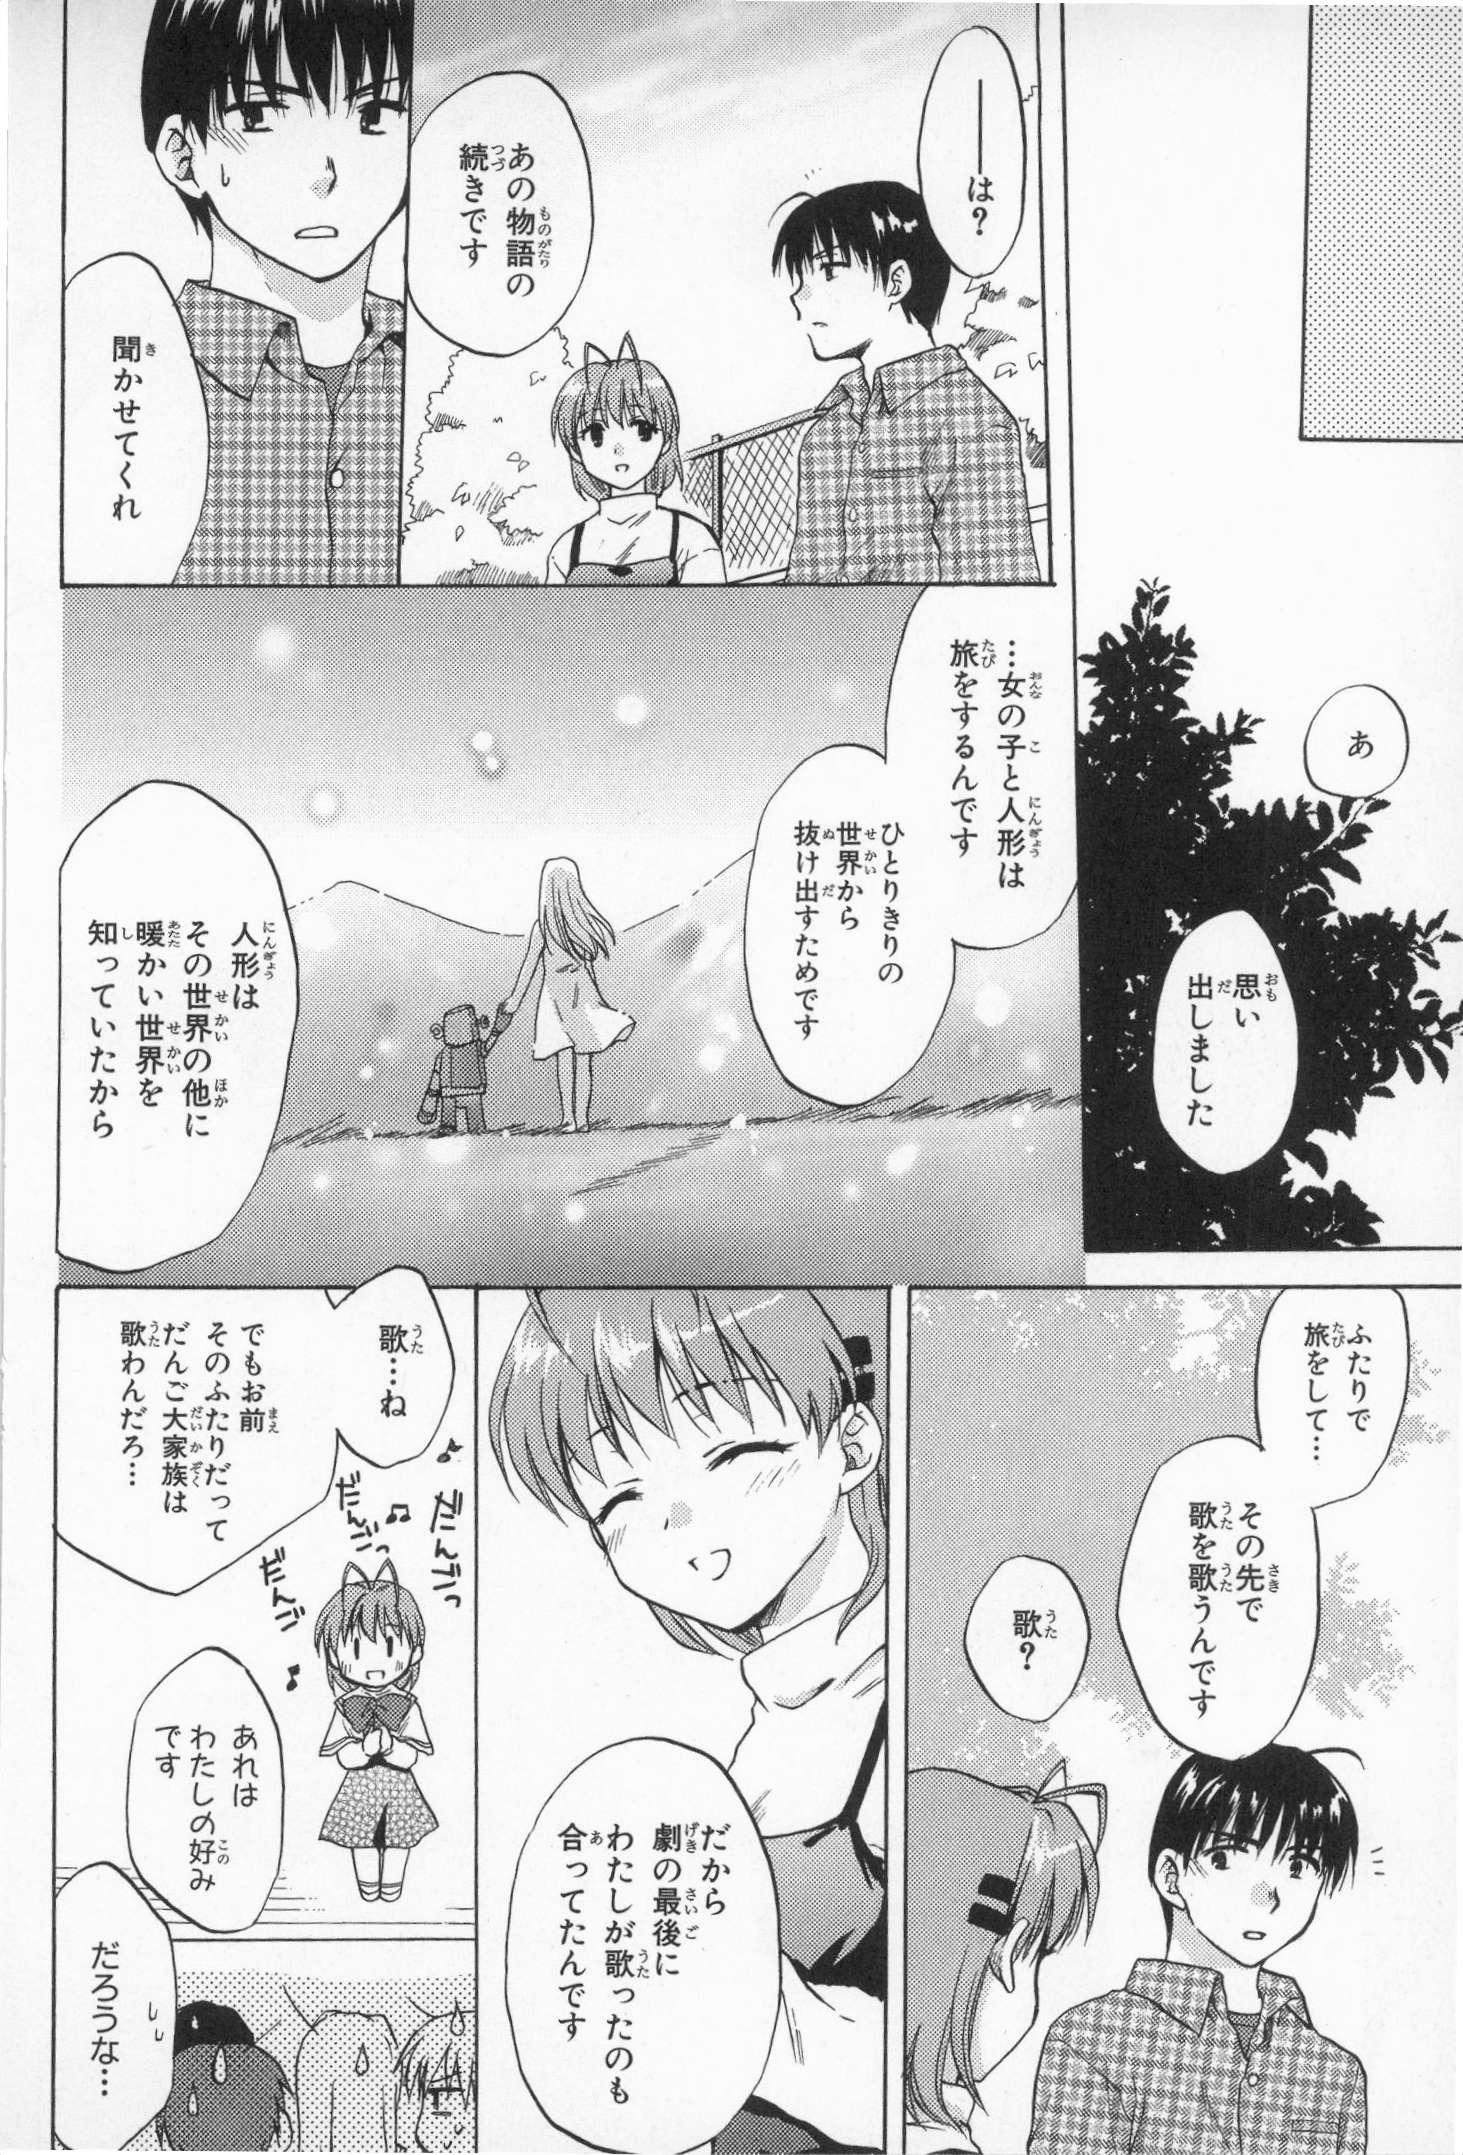 あ
思い
出しました
――は？
あの物語の
続きです
聞かせてくれ
…女の子と人形は
旅をするんです
ひとりきりの
世界から
抜け出すためです
人形は
その世界の他に
暖かい世界を
知っていたから
ふたりで
旅をして…
その先で
歌を歌うんです
歌？
だから
劇の最後に
わたしが歌ったのも
合ってたんです
歌…ね
でもお前
そのふたりだって
だんご大家族は
歌わんだろ…
だんご
だんごっ
あれは
わたしの好み
です
だろうな…